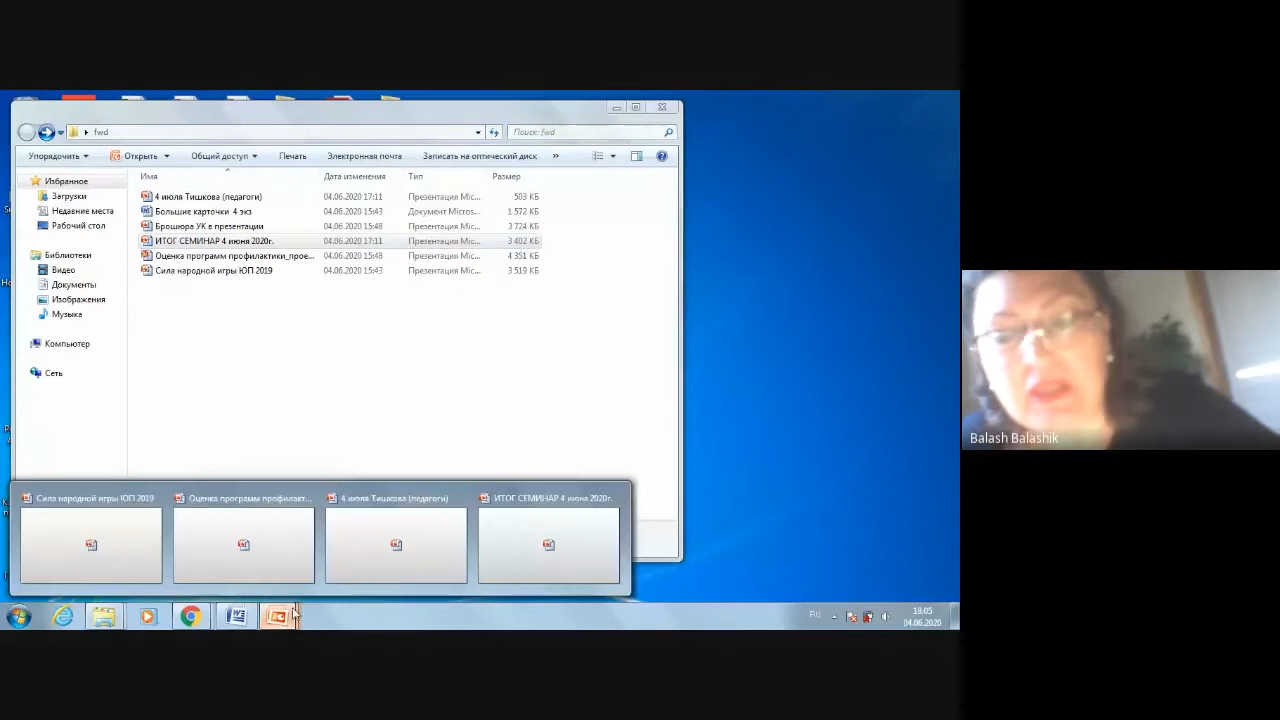 fwd
Поиск: fwd
Упорядочить Открыть Общий доступ Печать Электронная почта Записать на оптический диск »
Имя Дата изменения Тип Размер
Избранное
Загрузки
Недавние места
Рабочий стол
Библиотеки
Видео
Документы
Изображения
Музыка
Компьютер
Сеть
4 июля Тишкова (педагоги) 04.06.2020 17:11 Презентация Mic... 503 КБ
Большие карточки 4 экз 04.06.2020 15:43 Документ Micros... 1 572 КБ
Брошюра УК в презентации 04.06.2020 15:48 Презентация Mic... 3 724 КБ
ИТОГ СЕМИНАР 4 июня 2020г. 04.06.2020 17:11 Презентация Mic... 3 402 КБ
Оценка программ профилактики_прое... 04.06.2020 15:48 Презентация Mic... 4 351 КБ
Сила народной игры ЮП 2019 04.06.2020 15:43 Презентация Mic... 3 519 КБ
Сила народной игры ЮП 2019
Оценка программ профилакт...
4 июля Тишкова (педагоги)
ИТОГ СЕМИНАР 4 июня 2020г.
RU
18:05
04.06.2020
Balash Balashik